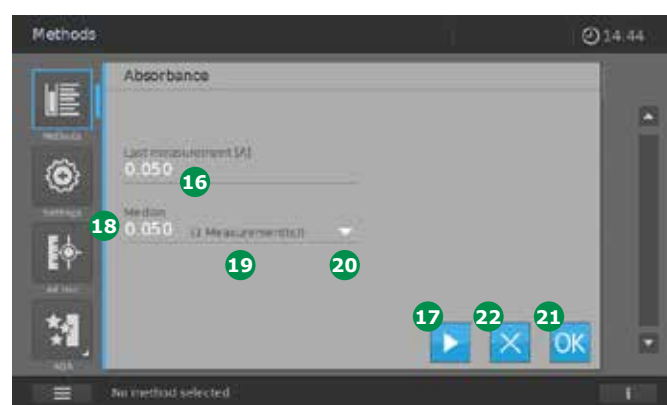 Methods
14:44
Absorbance
Methods
Last measurement [A]
0.050
16
Settings
Median
18
0.050
(1 Measurement(s))
19
20
17
22
21
OK
AQA
No method selected
i